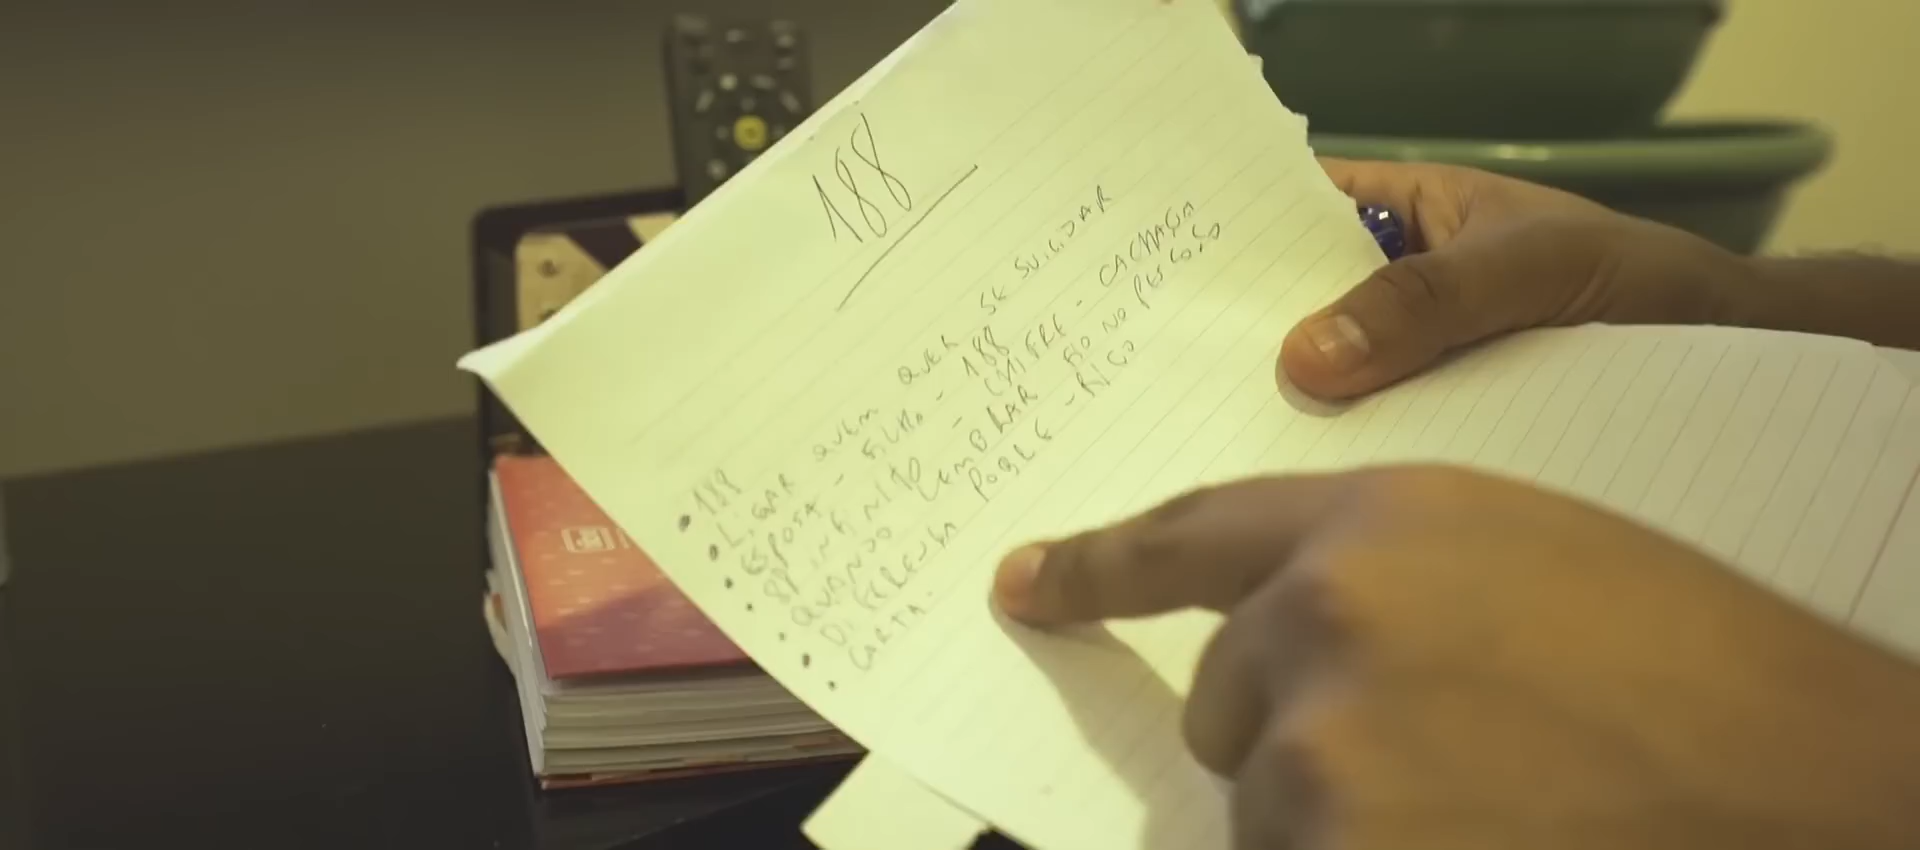 188
188
LIGAR QUEM QUER SE SUICIDAR
ESPOSA - FILHO - 188
INFINITO - - CACHAÇA
QUANDO LEMBRAR FIO NO PESCOÇO
DIFERENÇA POBRE - RICO
CARTA.